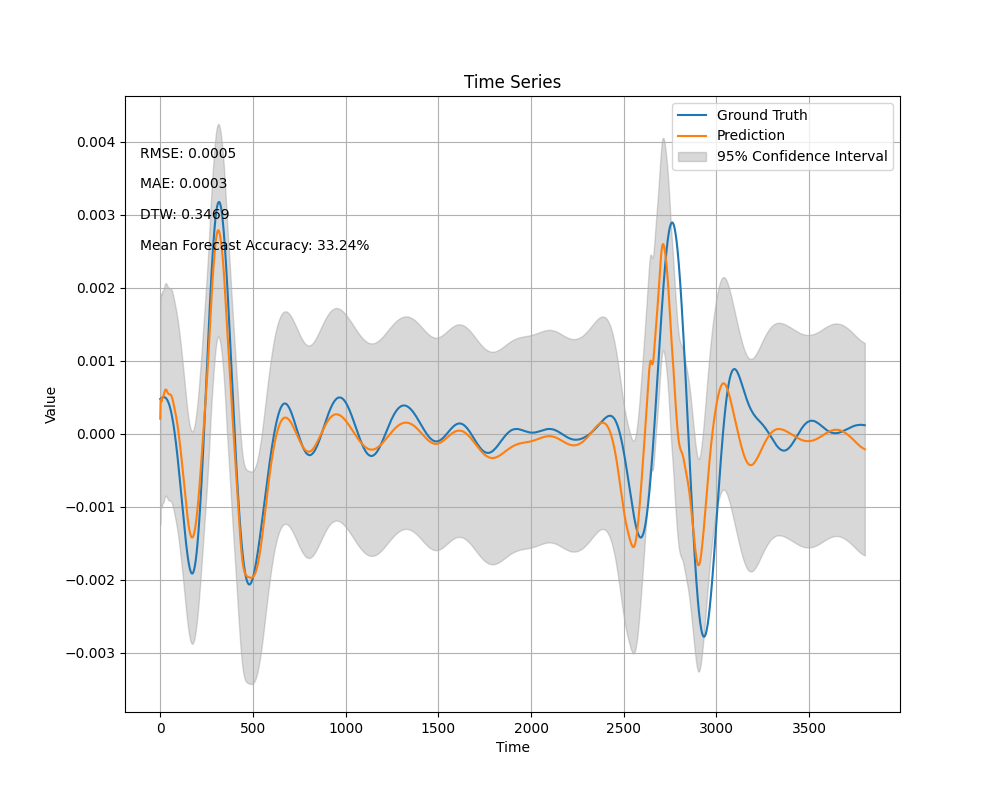 Time Series
Ground Truth
Prediction
95% Confidence Interval
RMSE: 0.0005
MAE: 0.0003
DTW: 0.3469
Mean Forecast Accuracy: 33.24%
Value
0.004
0.003
0.002
0.001
0.000
−0.001
−0.002
−0.003
0 500 1000 1500 2000 2500 3000 3500
Time